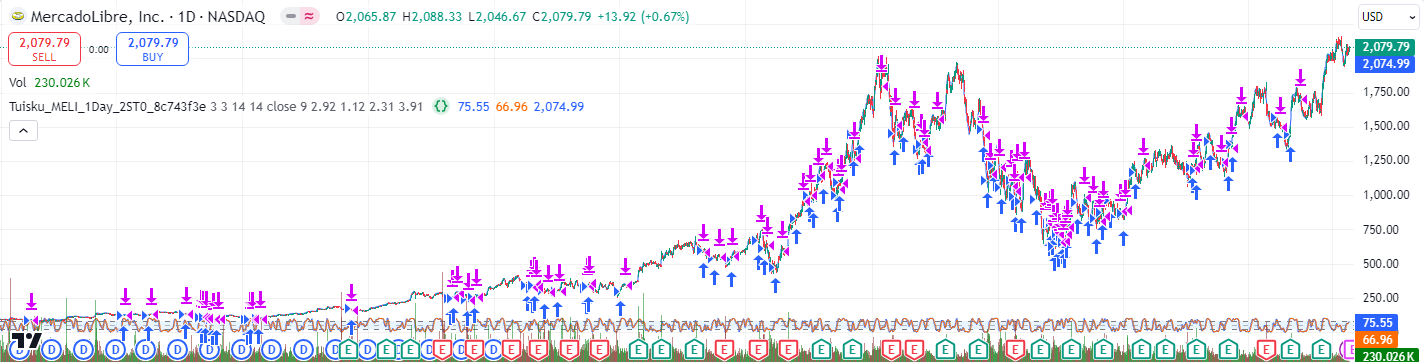 MercadoLibre, Inc. · 1D · NASDAQ O2,065.87 H2,088.33 L2,046.67 C2,079.79 +13.92 (+0.67%) USD
2,079.79 SELL 0.00 2,079.79 BUY
2,079.79
2,074.99
Vol 230.026 K
Tuisku_MELI_1Day_2ST0_8c743f3e 3 3 14 14 close 9 2.92 1.12 2.31 3.91 {} 75.55 66.96 2,074.99
1,750.00
1,500.00
1,250.00
1,000.00
750.00
500.00
250.00
75.55
66.96
230.026 K
D D D D D D D D D D D E E E E D E D E D E E E E E E E E E E E E E E E E E E E E E E E E E E E E